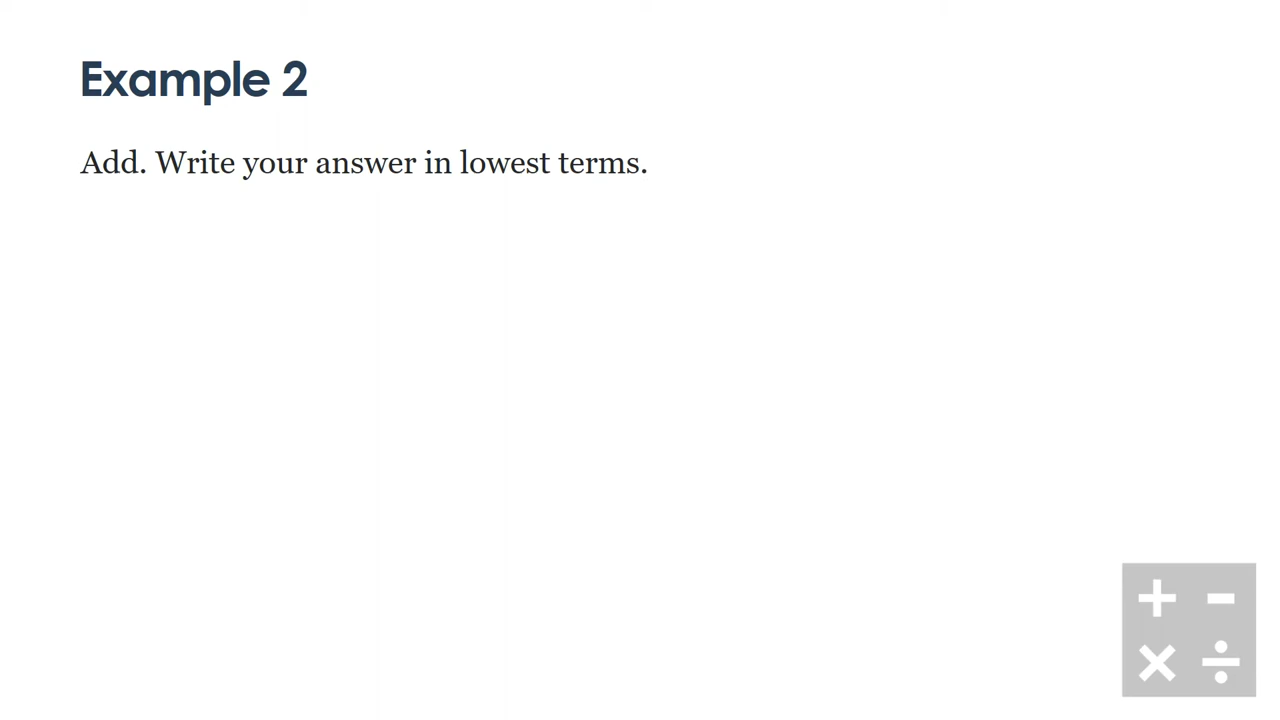 Example 2
Add. Write your answer in lowest terms.
+ -
× ÷